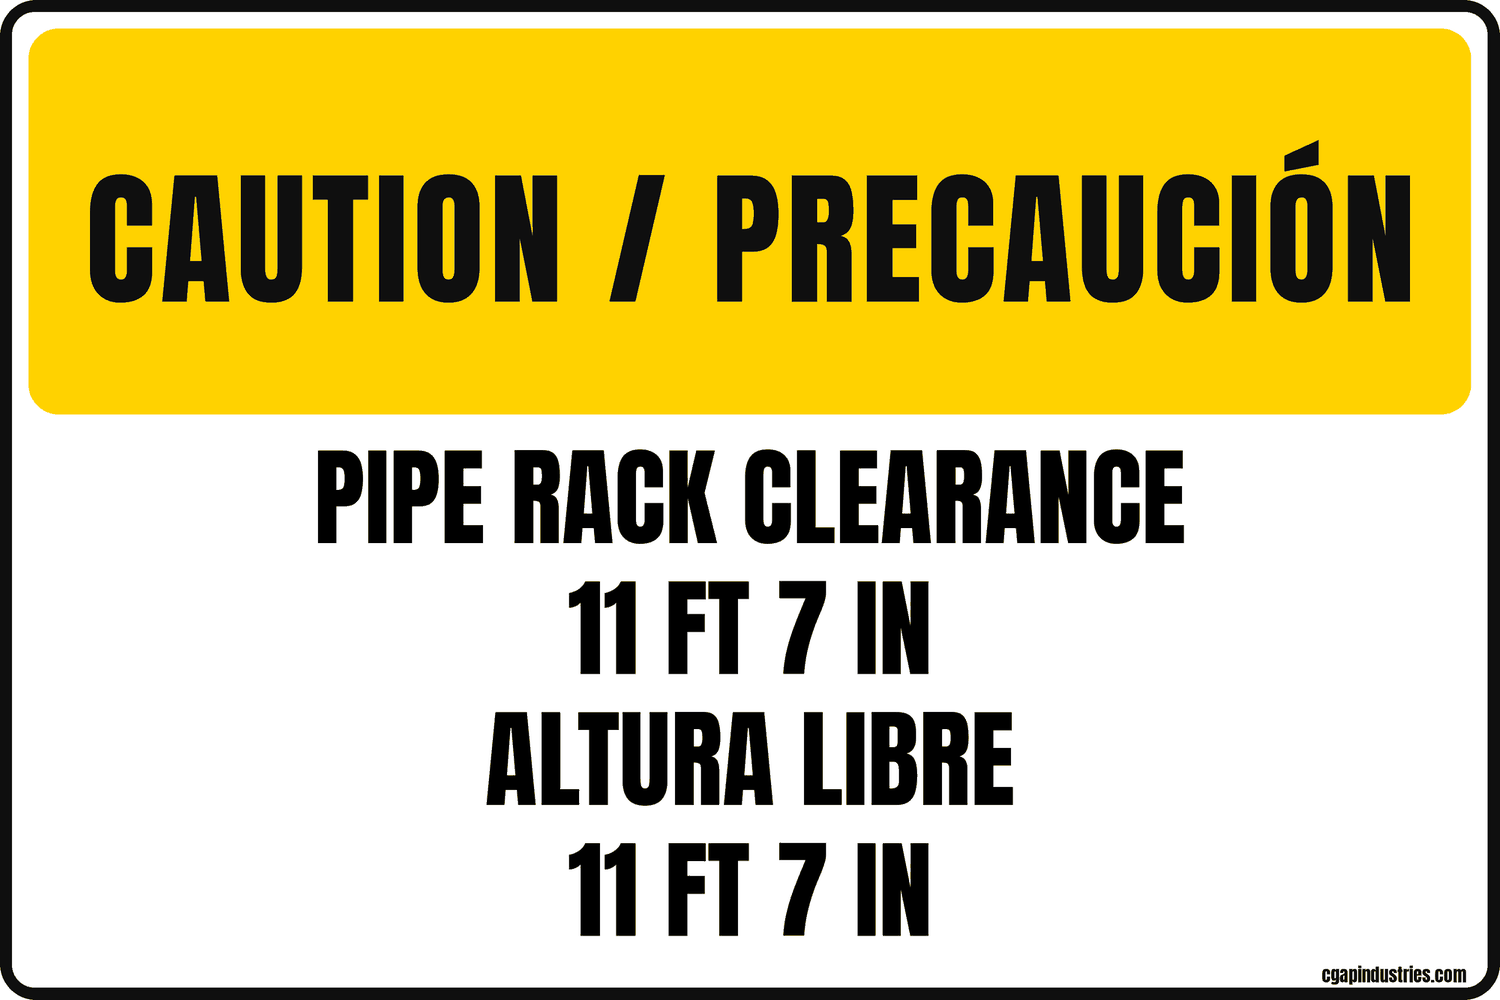 CAUTION / PRECAUCIÓN
PIPE RACK CLEARANCE
11 FT 7 IN
ALTURA LIBRE
11 FT 7 IN
cgapindustries.com